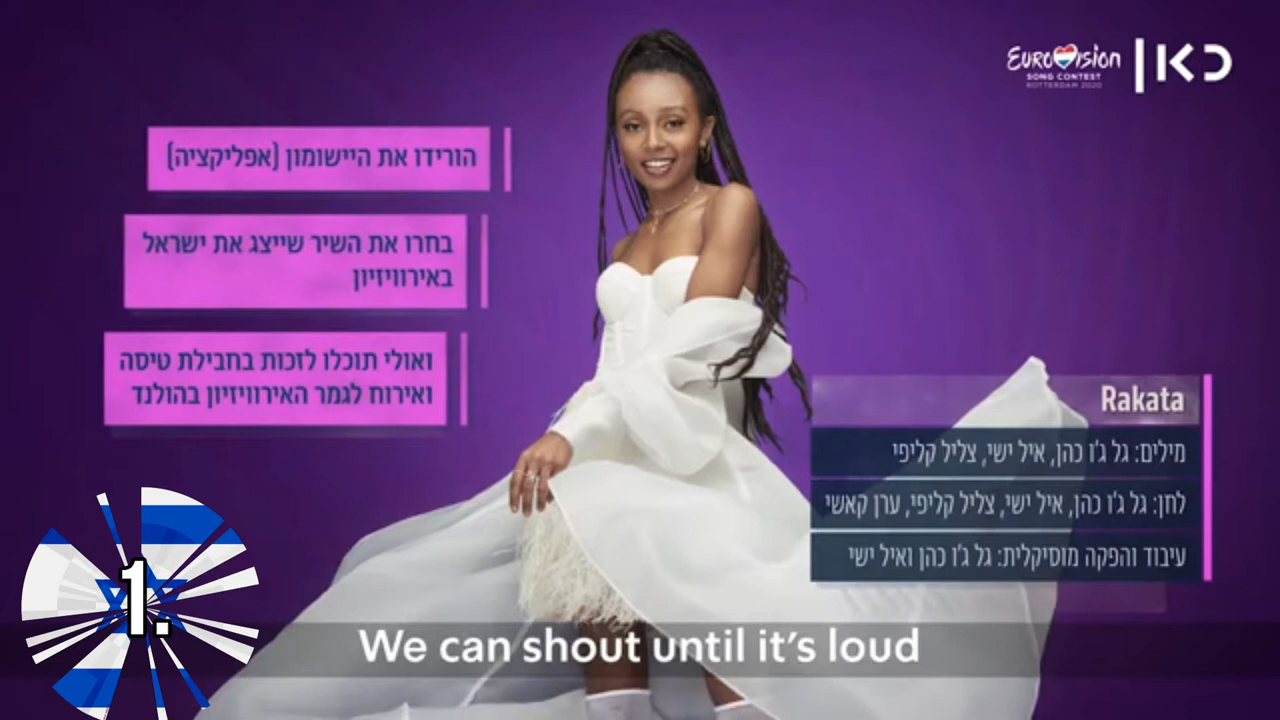 EUROVISION
SONG CONTEST
ROTTERDAM 2020
כאן
הורידו את היישומון (אפליקציה)
בחרו את השיר שייצג את ישראל
באירוויזיון
ואולי תוכלו לזכות בחבילת טיסה
ואירוח לגמר האירוויזיון בהולנד
Rakata
מילים: גל ג'ו כהן, איל ישי, צליל קליפי
לחן: גל ג'ו כהן, איל ישי, צליל קליפי, ערן קאשי
עיבוד והפקה מוסיקלית: גל ג'ו כהן ואיל ישי
1.
We can shout until it's loud